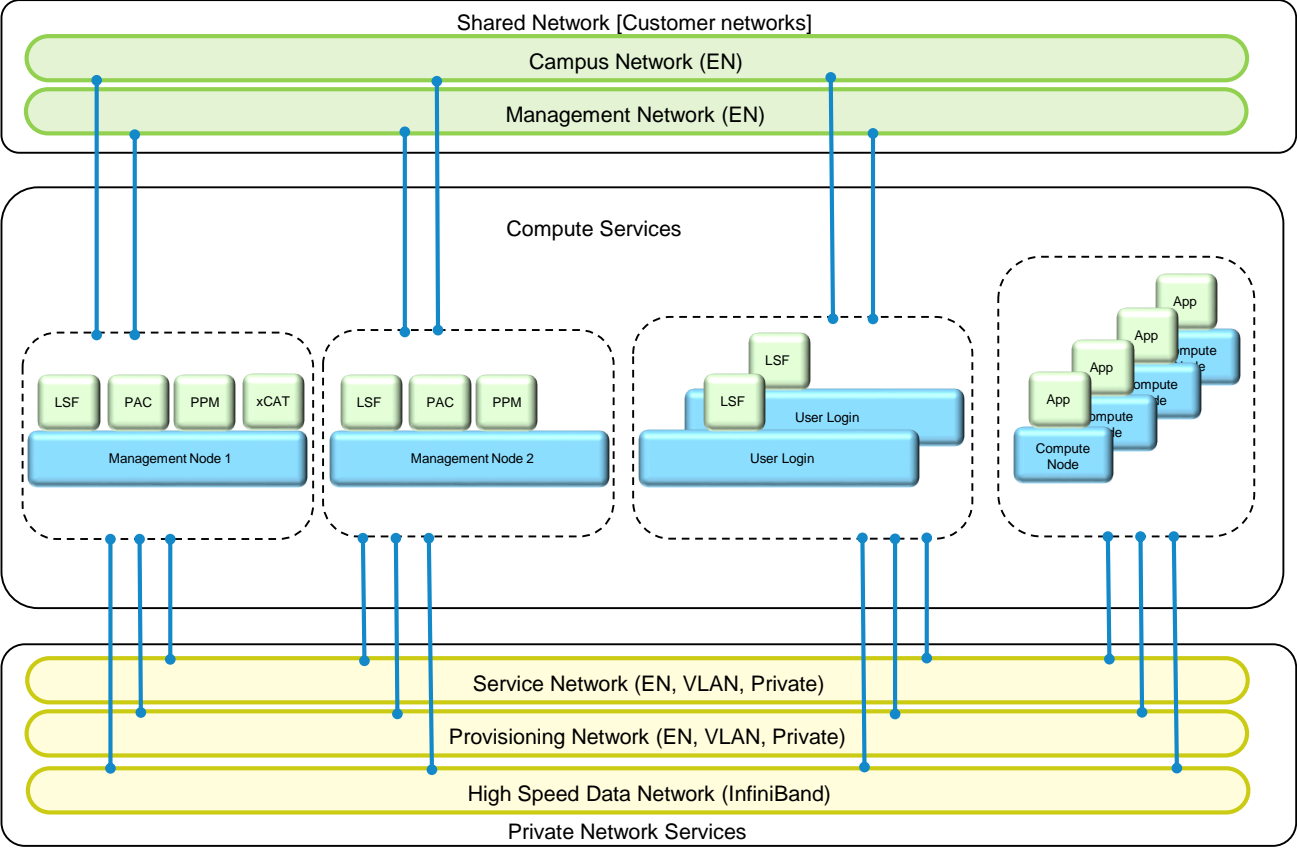 Shared Network [Customer networks]
Campus Network (EN)
Management Network (EN)
Compute Services
LSF
PAC
PPM
xCAT
Management Node 1
LSF
PAC
PPM
Management Node 2
LSF
User Login
LSF
User Login
App
App
App
App
Compute
Node
Service Network (EN, VLAN, Private)
Provisioning Network (EN, VLAN, Private)
High Speed Data Network (InfiniBand)
Private Network Services